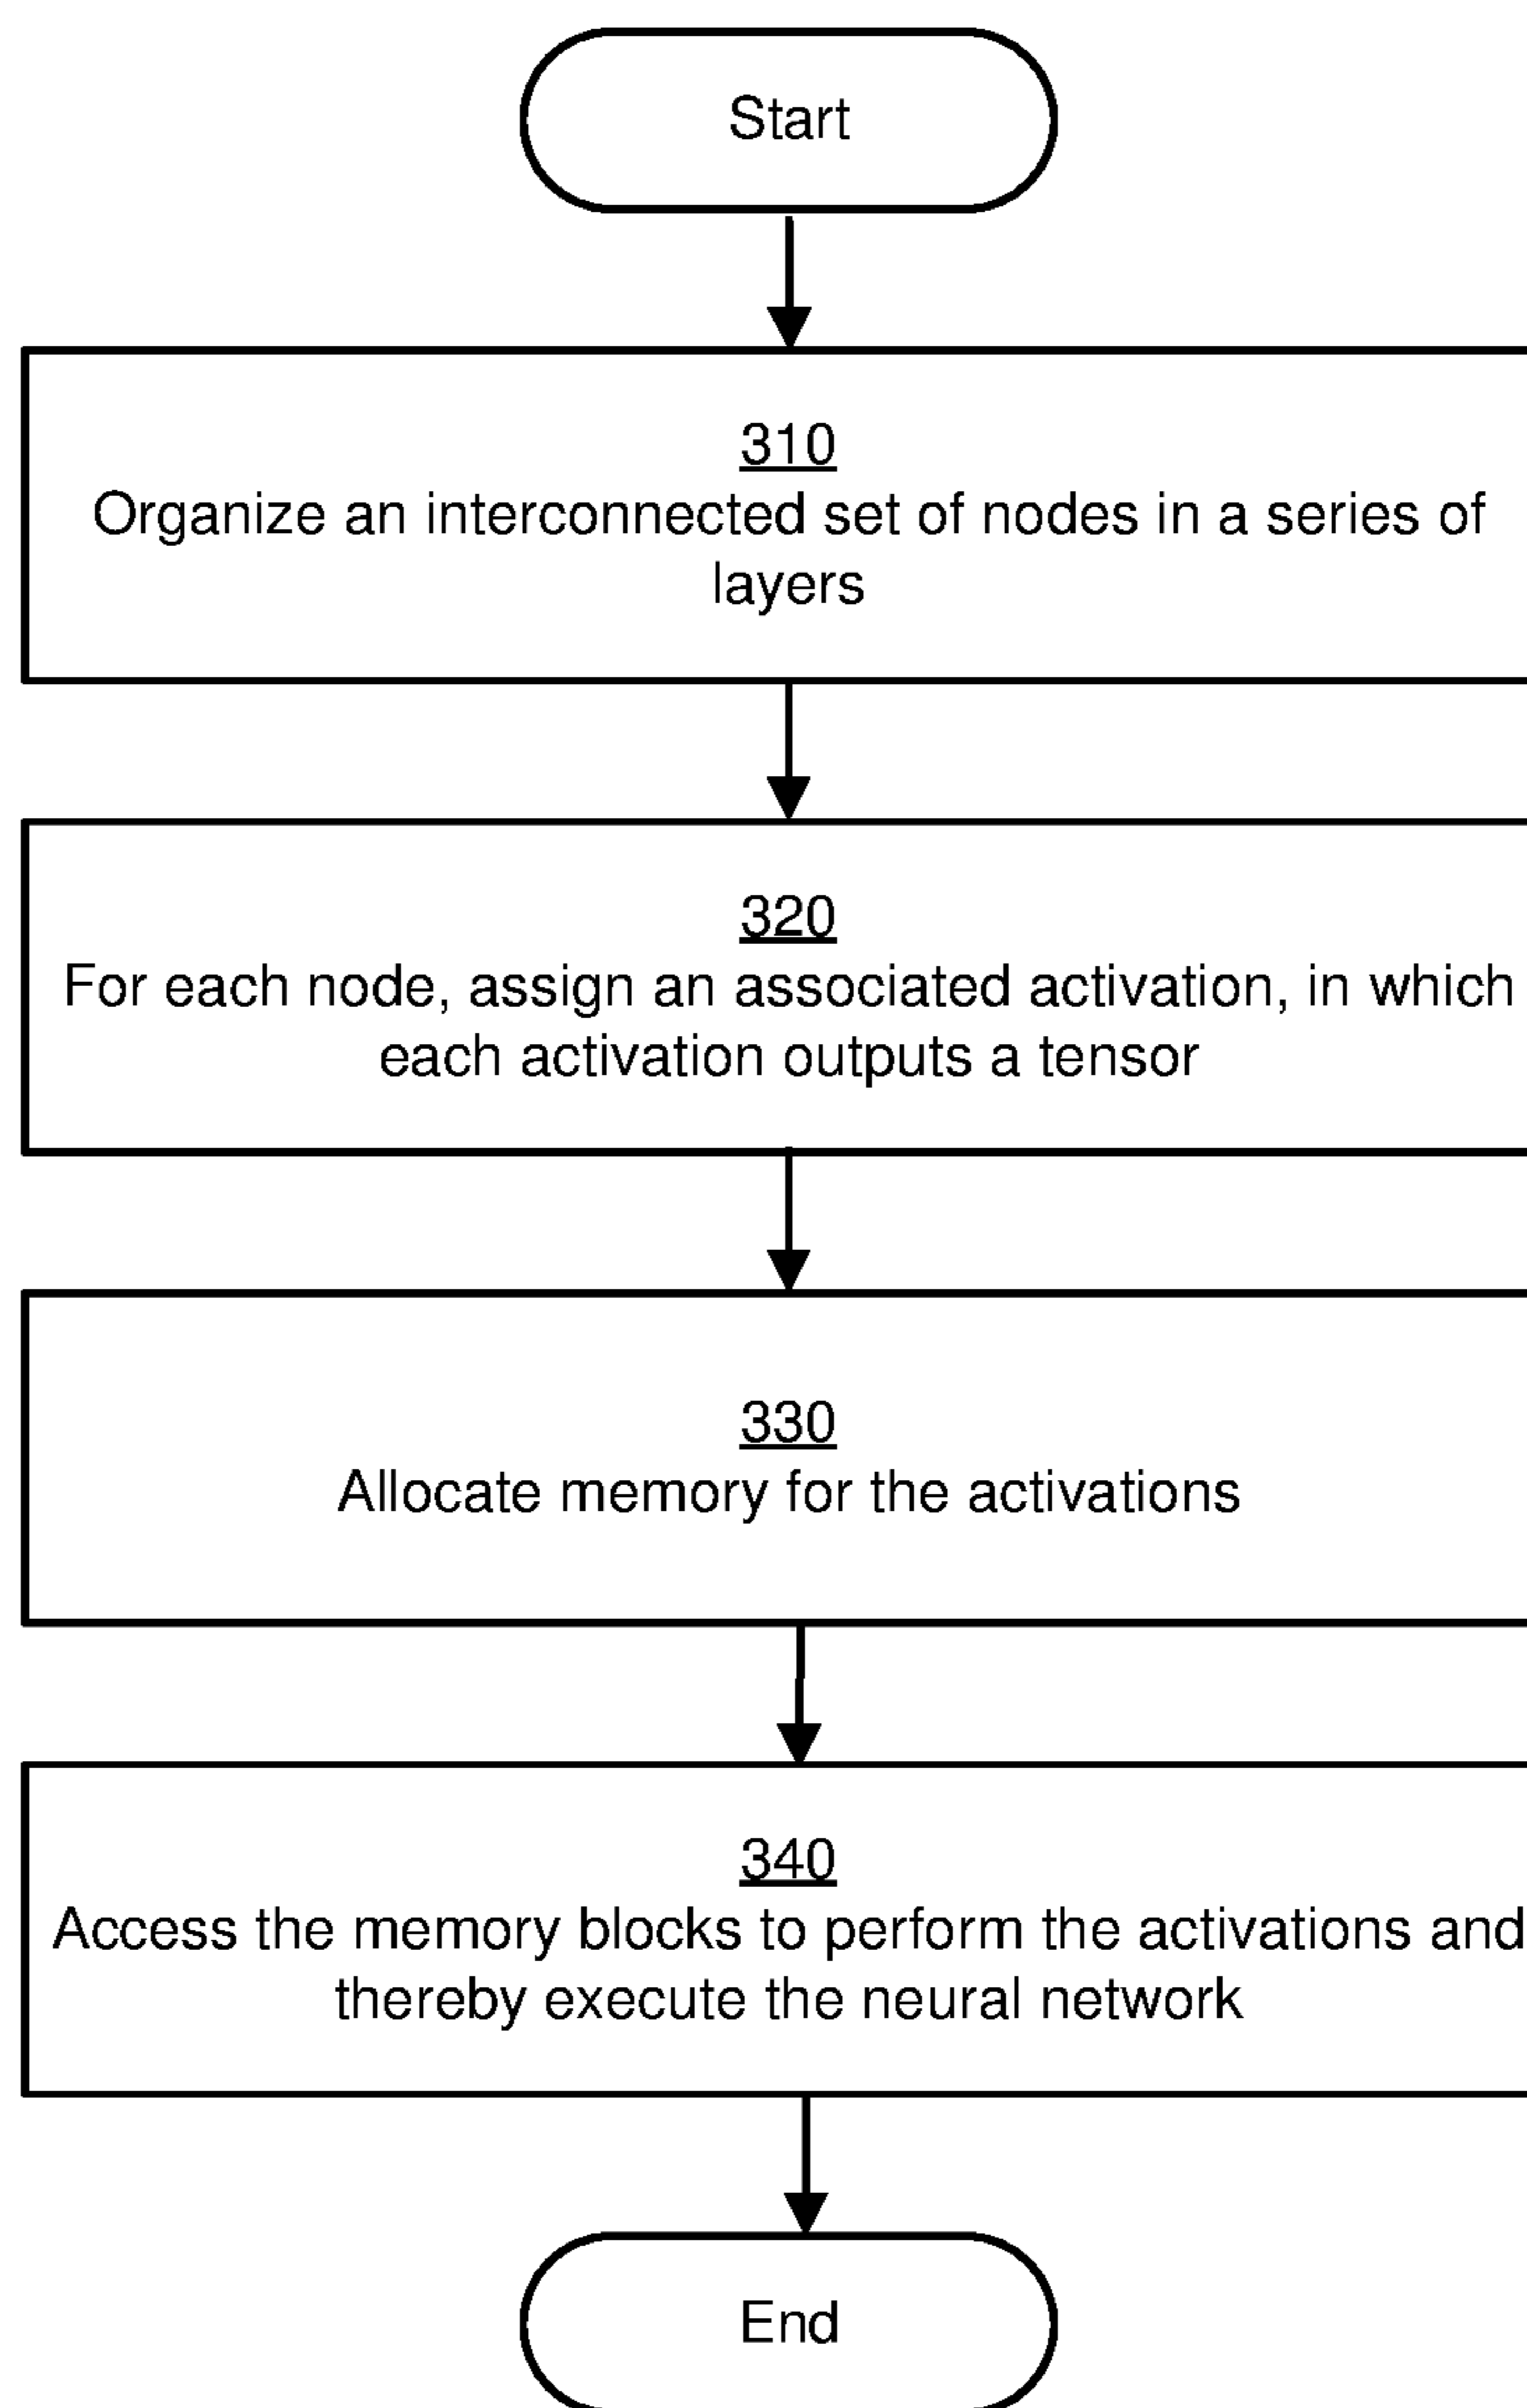 Start
310
Organize an interconnected set of nodes in a series of
layers
320
For each node, assign an associated activation, in which
each activation outputs a tensor
330
Allocate memory for the activations
340
Access the memory blocks to perform the activations and
thereby execute the neural network
End